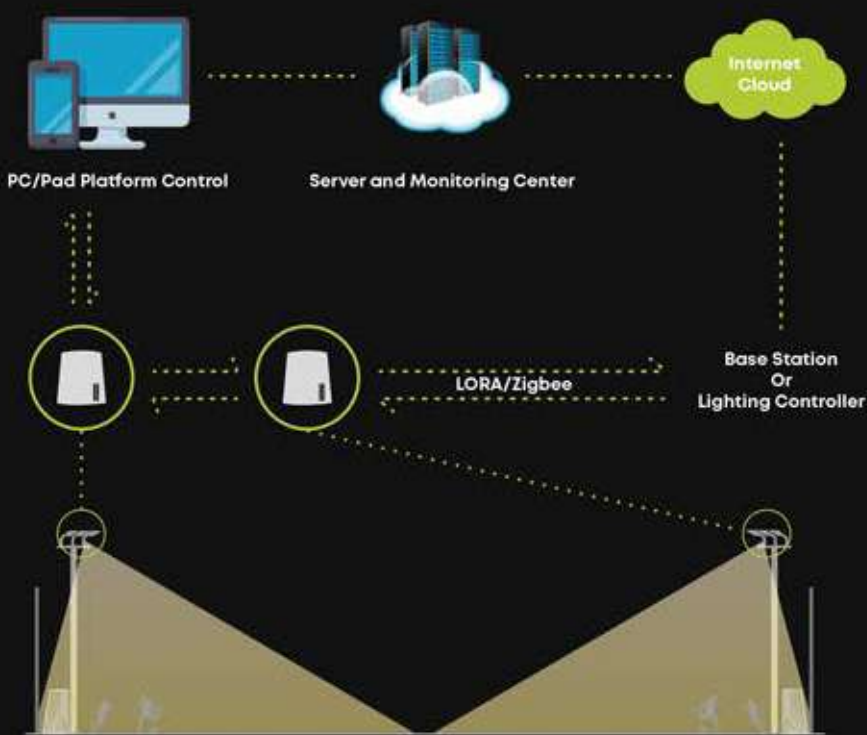 Internet
Cloud
PC/Pad Platform Control
Server and Monitoring Center
LORA/Zigbee
Base Station
Or
Lighting Controller